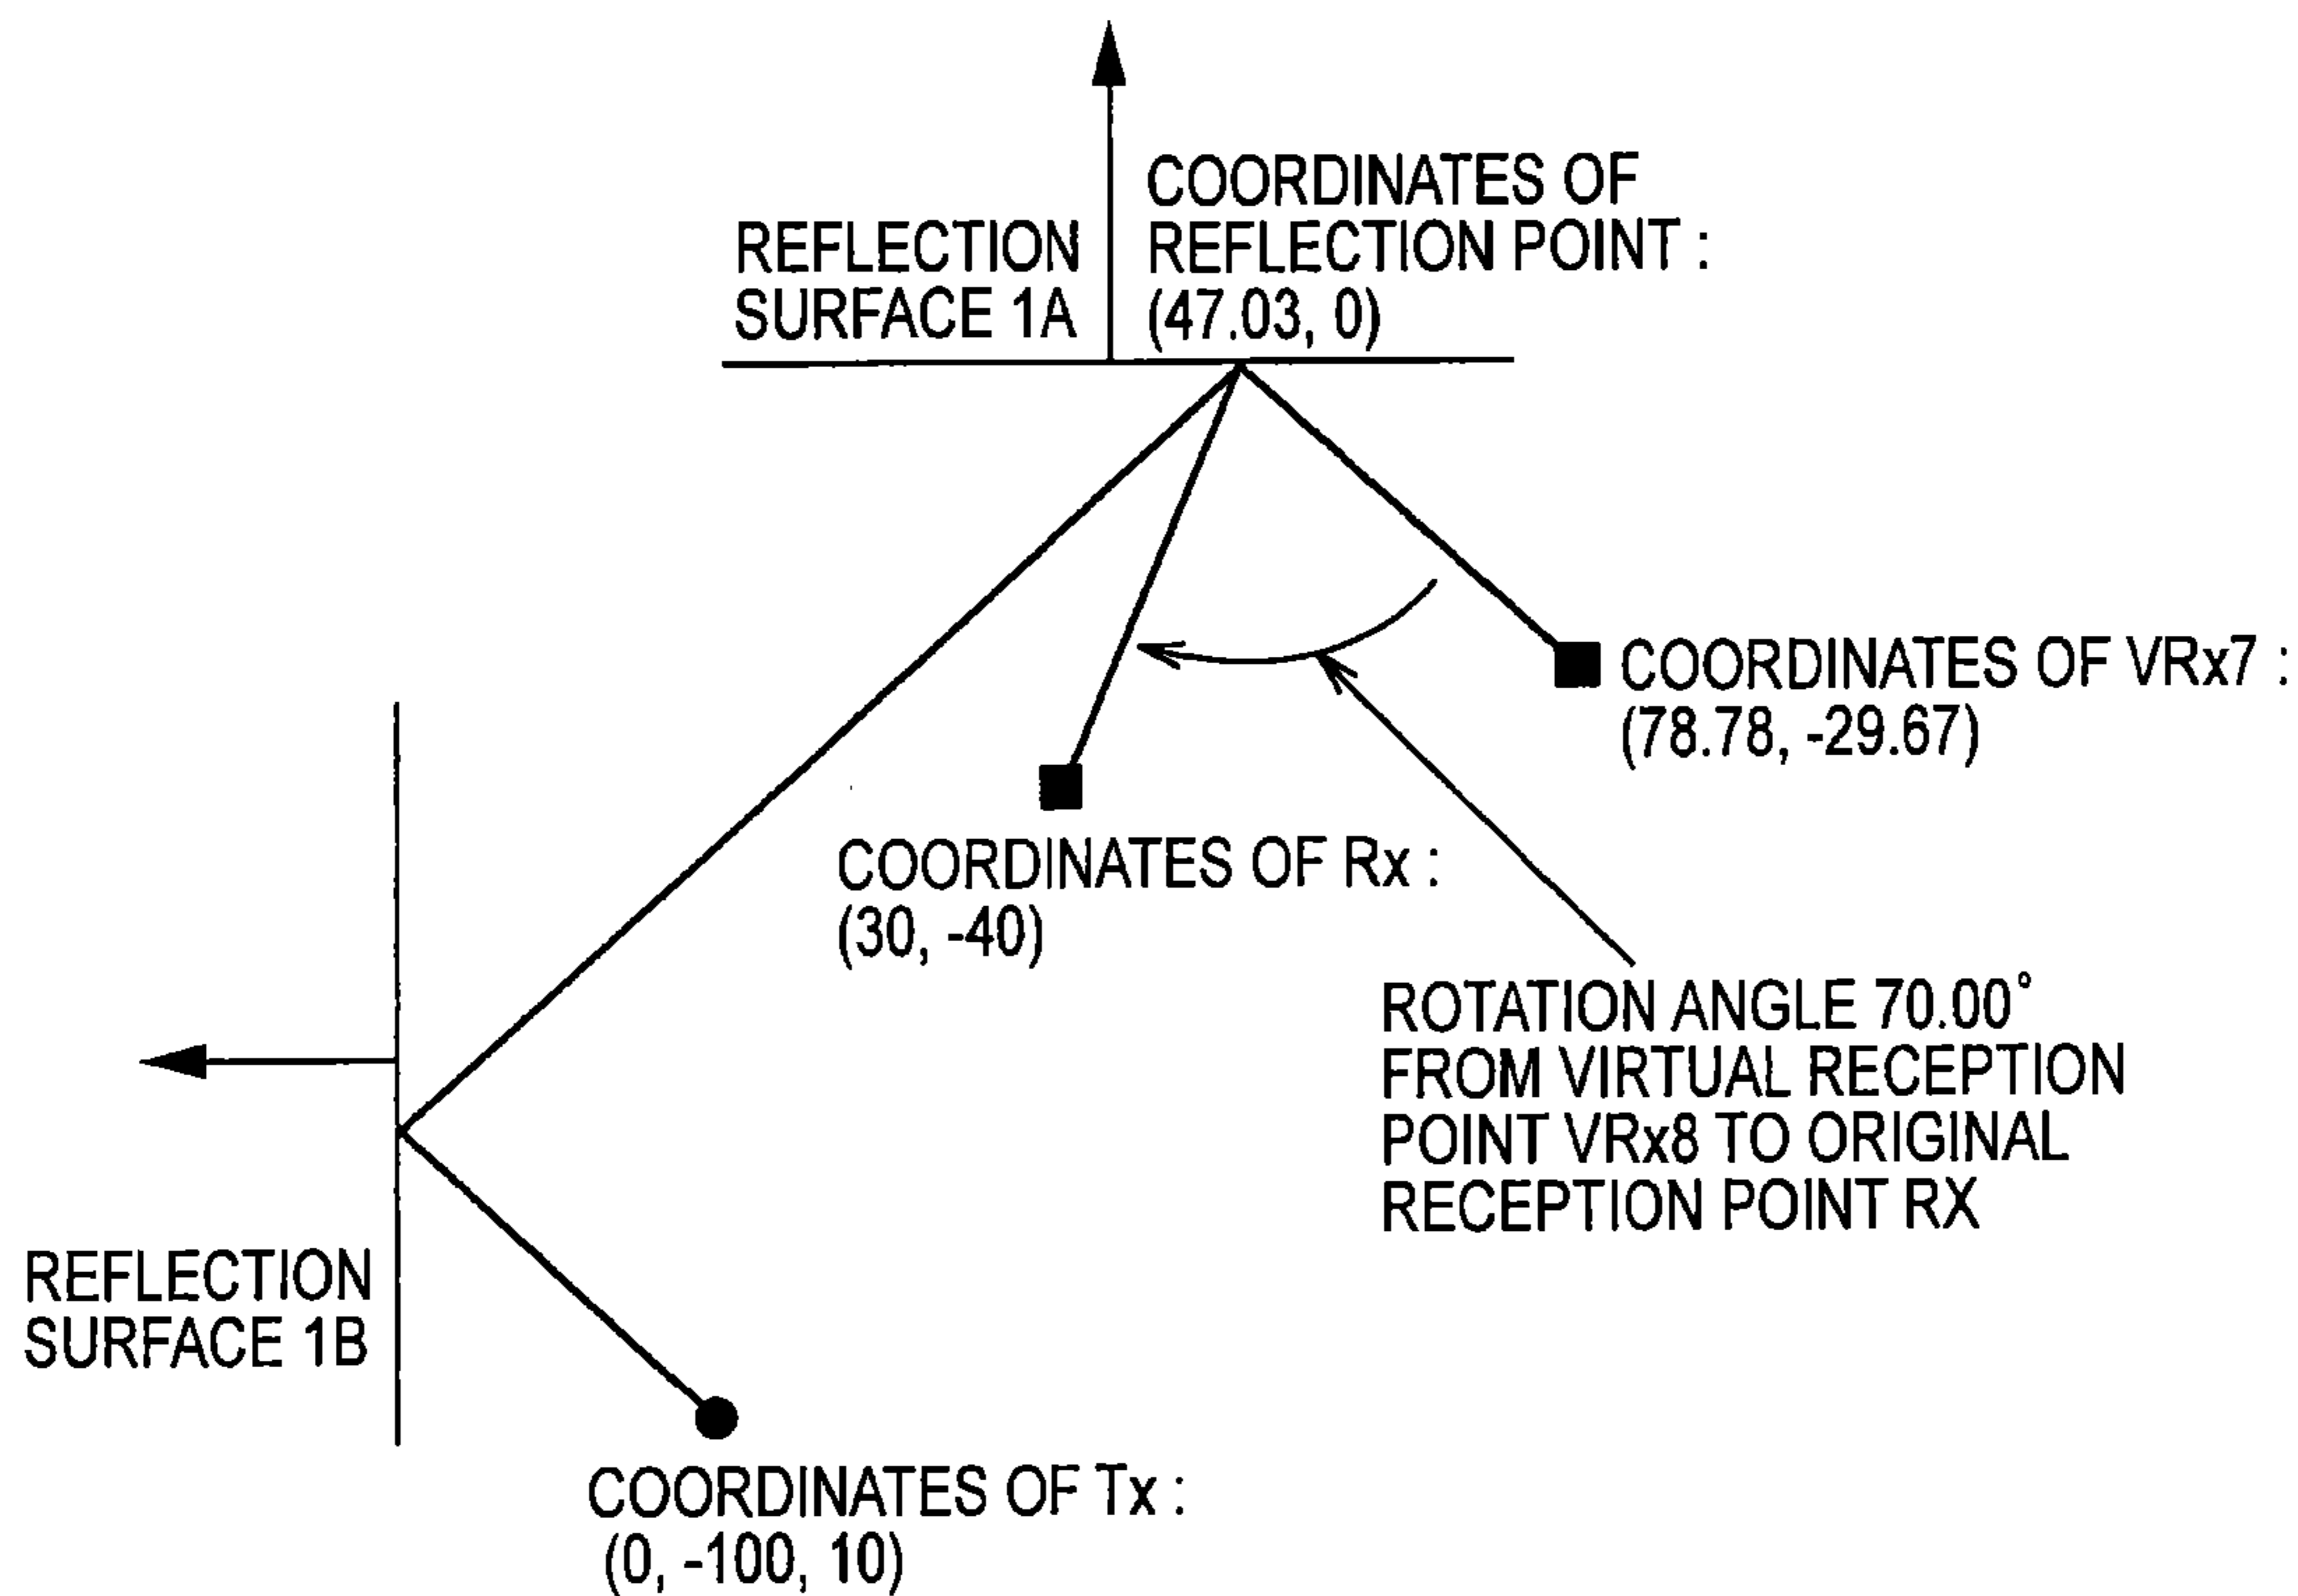 COORDINATES OF
REFLECTION POINT :
(47.03, 0)
REFLECTION
SURFACE 1A
COORDINATES OF VRx7 :
(78.78, -29.67)
COORDINATES OF Rx :
(30, -40)
ROTATION ANGLE 70.00°
FROM VIRTUAL RECEPTION
POINT VRx8 TO ORIGINAL
RECEPTION POINT RX
REFLECTION
SURFACE 1B
COORDINATES OF Tx :
(0, -100, 10)